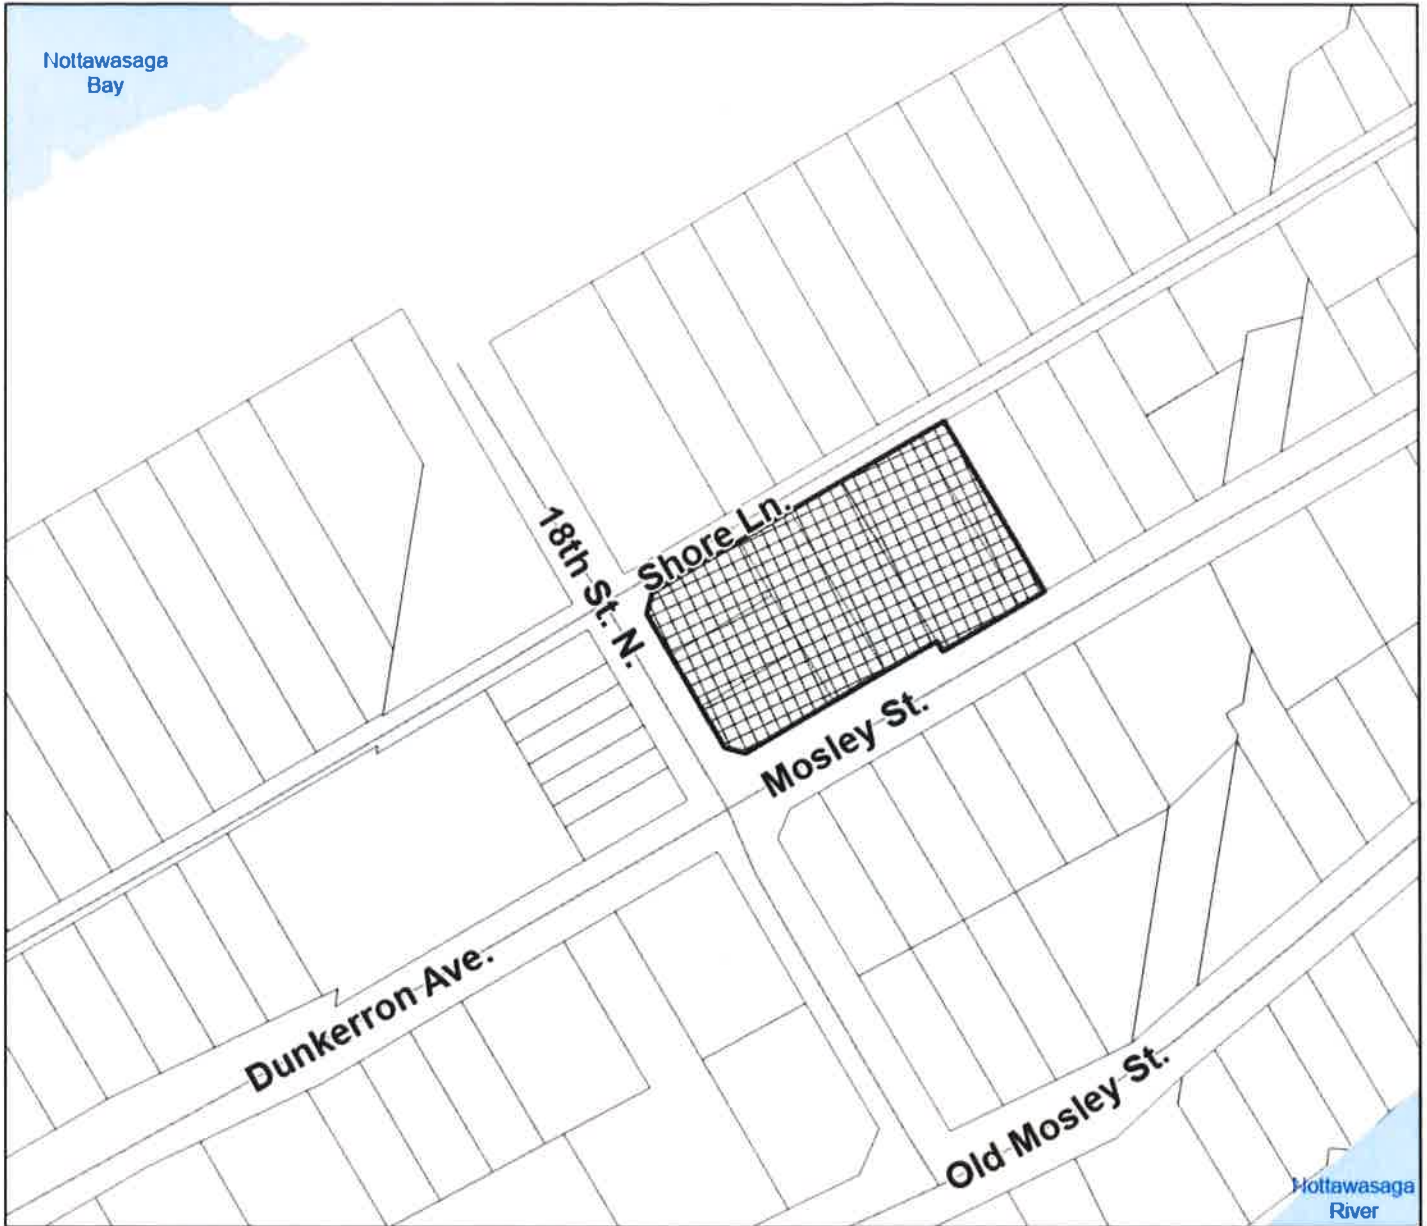 Nottawasaga
Bay
18th St. N.
Shore Ln.
Mosley St.
Dunkerron Ave.
Old Mosley St.
Nottawasaga
River